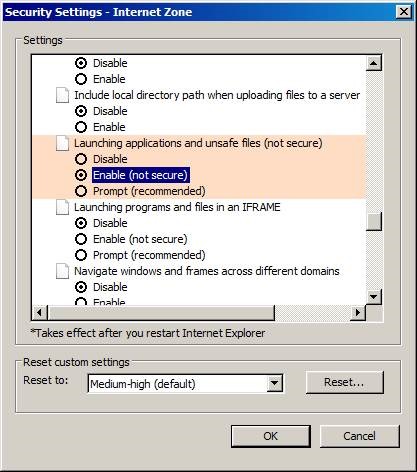 Security Settings - Internet Zone
Settings
Disable
Enable
Include local directory path when uploading files to a server
Disable
Enable
Launching applications and unsafe files (not secure)
Disable
Enable (not secure)
Prompt (recommended)
Launching programs and files in an IFRAME
Disable
Enable (not secure)
Prompt (recommended)
Navigate windows and frames across different domains
Disable
Enable
*Takes effect after you restart Internet Explorer
Reset custom settings
Reset to: Medium-high (default) Reset...
OK Cancel